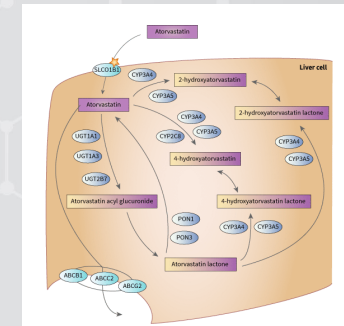 Atorvastatin
Liver cell
SLCO1B1
CYP3A4
2-hydroxyatorvastatin
CYP3A5
Atorvastatin
2-hydroxyatorvastatin lactone
CYP3A4
UGT1A1
CYP2C8
CYP3A5
CYP3A4
UGT1A3
4-hydroxyatorvastatin
CYP3A5
UGT2B7
Atorvastatin acyl glucuronide
4-hydroxyatorvastatin lactone
PON1
CYP3A4
CYP3A5
PON3
Atorvastatin lactone
ABCB1
ABCC2
ABCG2